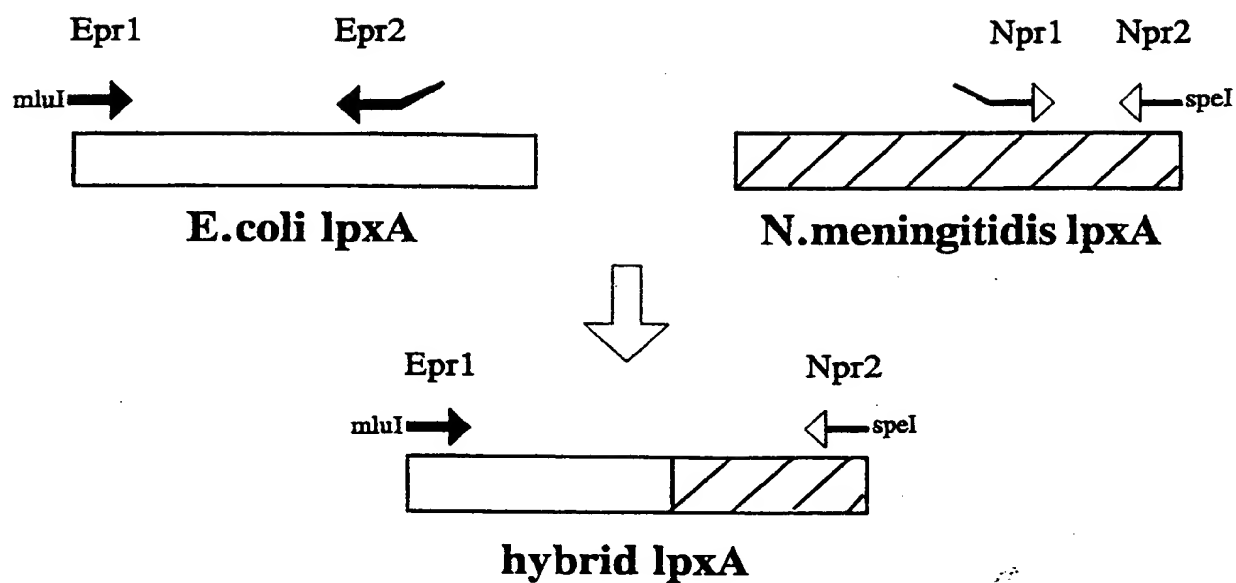 Epr1 Epr2 Npr1 Npr2
mluI speI
E.coli lpxA N.meningitidis lpxA
Epr1 Npr2
mluI speI
hybrid lpxA